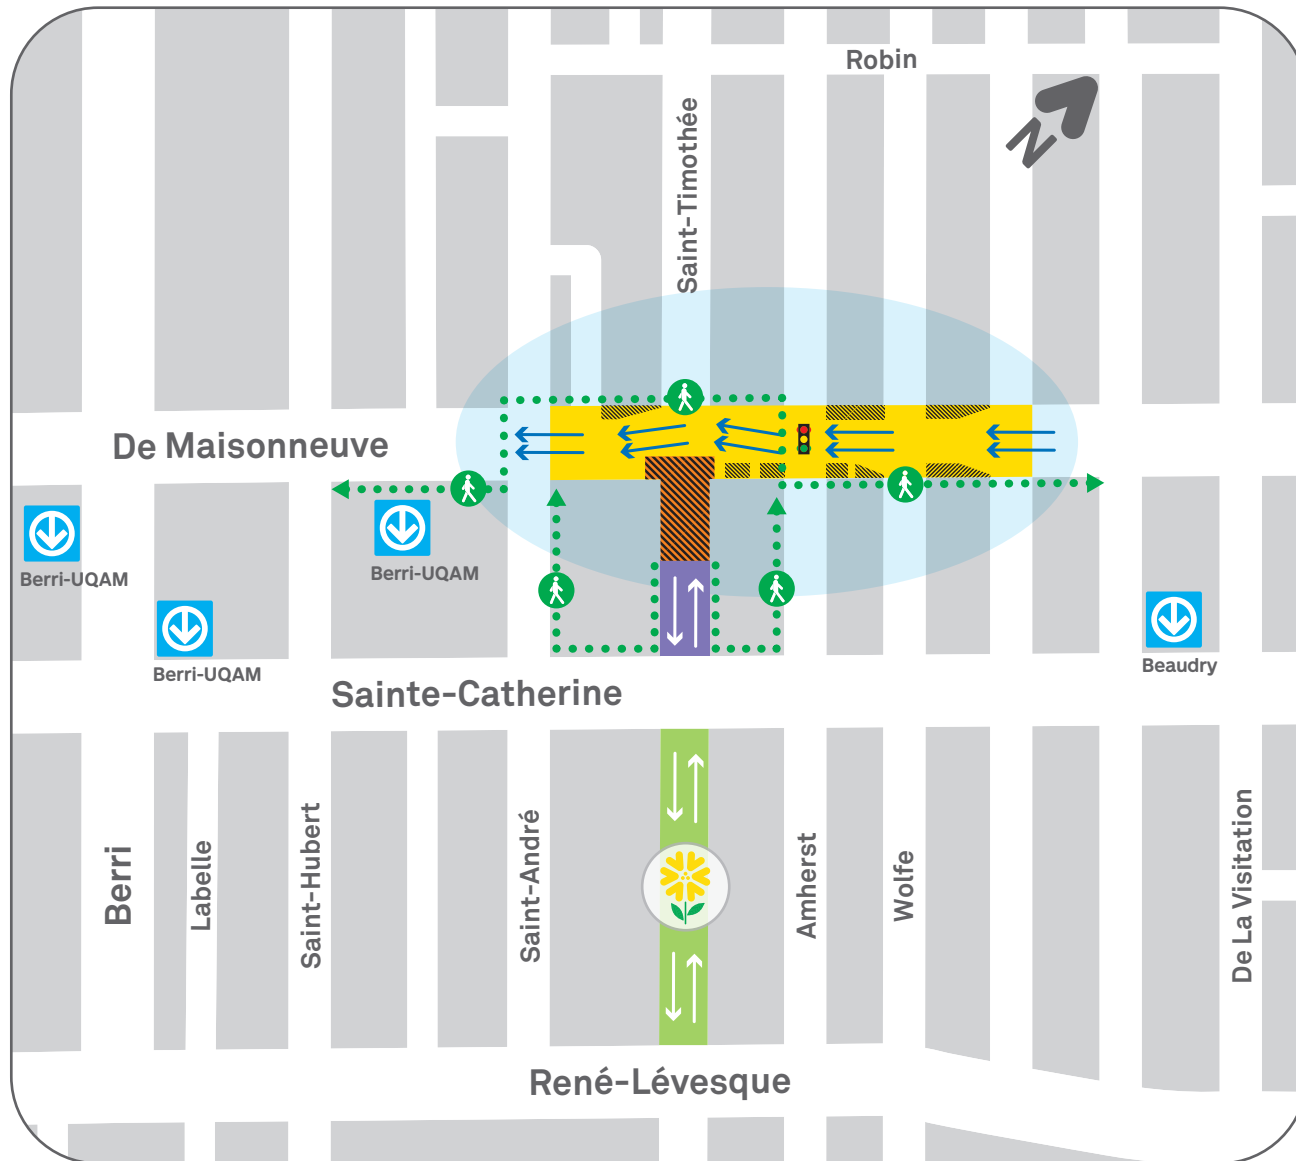 Robin
N
Saint-Timothée
De Maisonneuve
Berri-UQAM
Berri-UQAM
Berri-UQAM
Beaudry
Sainte-Catherine
Berri
Labelle
Saint-Hubert
Saint-André
Amherst
Wolfe
De La Visitation
René-Lévesque